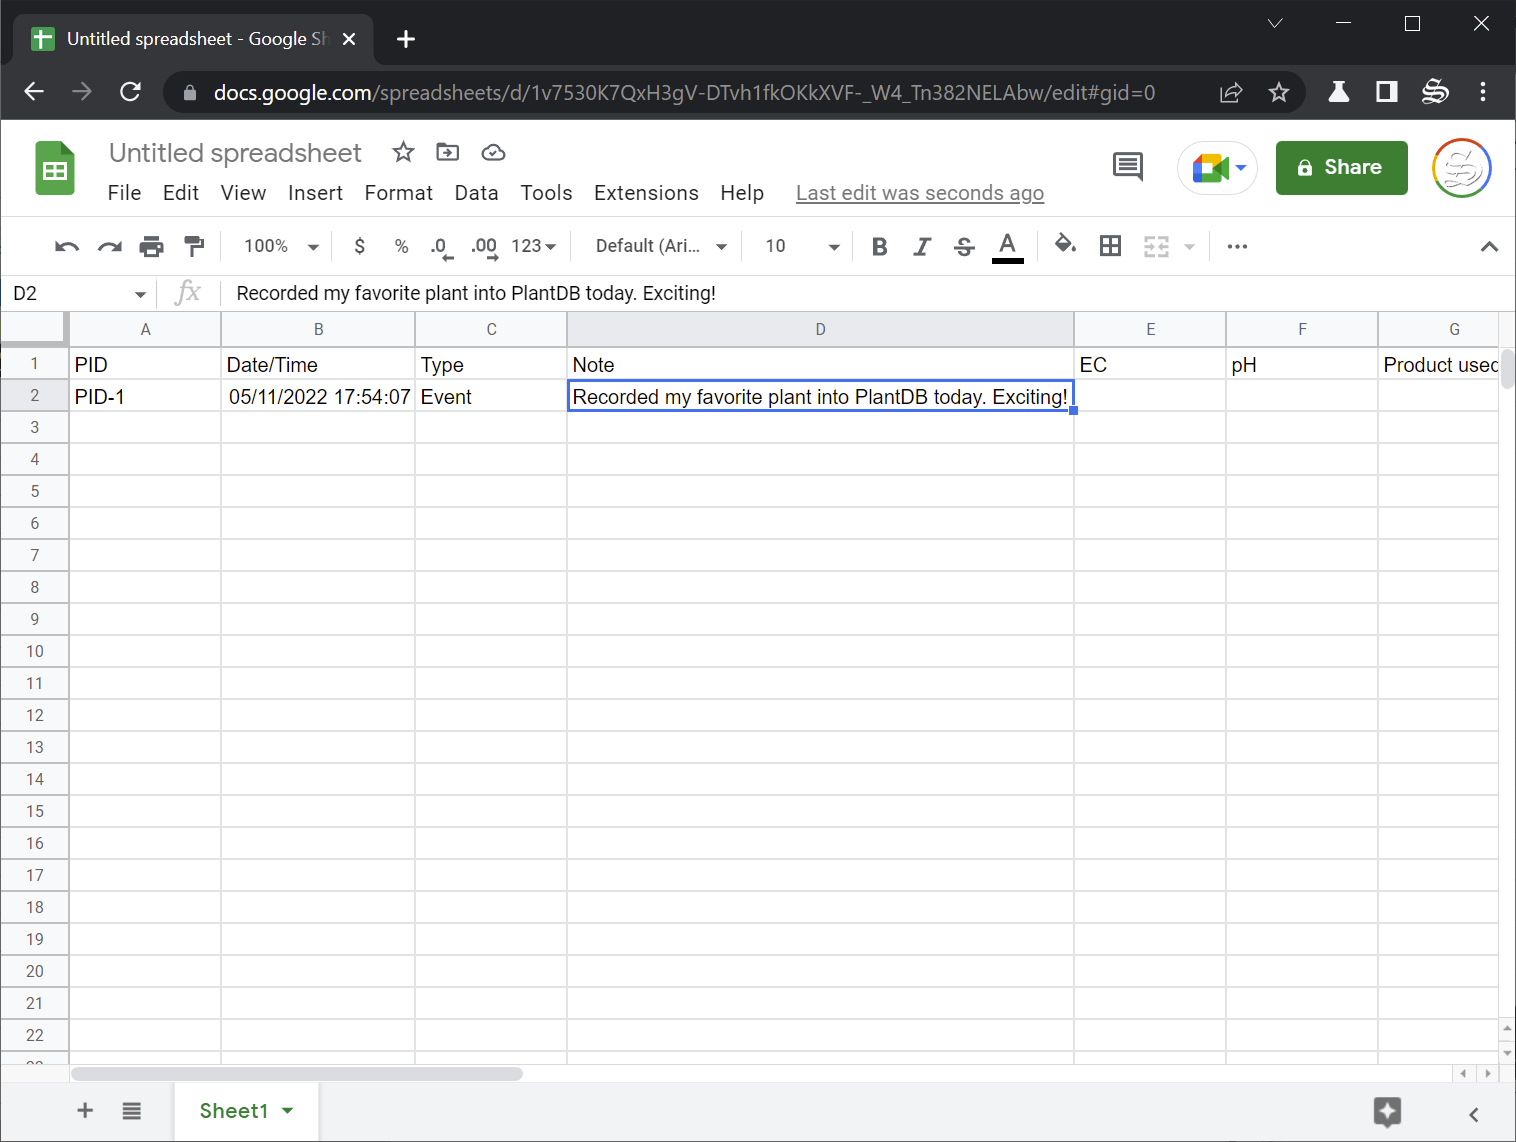 Untitled spreadsheet - Google Sh
docs.google.com/spreadsheets/d/1v7530K7QxH3gV-DTvh1fkOKkXVF-_W4_Tn382NELAbw/edit#gid=0
Untitled spreadsheet
File Edit View Insert Format Data Tools Extensions Help Last edit was seconds ago
Share
100% $ % .0 .00 123 Default (Ari... 10 B I S A
D2 fx Recorded my favorite plant into PlantDB today. Exciting!
A B C D E F G
1 PID Date/Time Type Note EC pH Product used
2 PID-1 05/11/2022 17:54:07 Event Recorded my favorite plant into PlantDB today. Exciting!
3
4
5
6
7
8
9
10
11
12
13
14
15
16
17
18
19
20
21
22
Sheet1